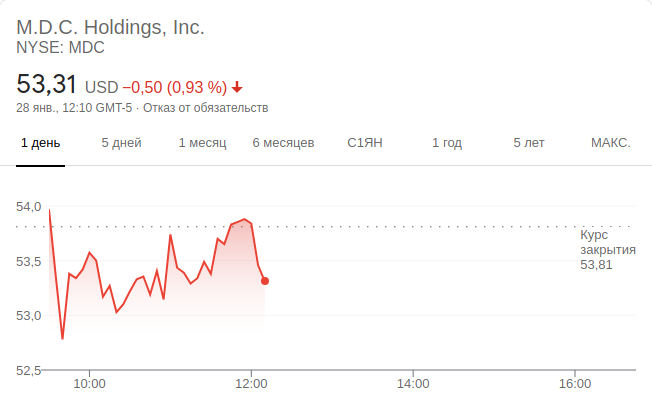 M.D.C. Holdings, Inc.
NYSE: MDC
53,31 USD −0,50 (0,93 %)
28 янв., 12:10 GMT-5 · Отказ от обязательств
1 день 5 дней 1 месяц 6 месяцев С1ЯН 1 год 5 лет МАКС.
54,0
Курс
закрытия
53,81
53,5
53,0
52,5
10:00 12:00 14:00 16:00